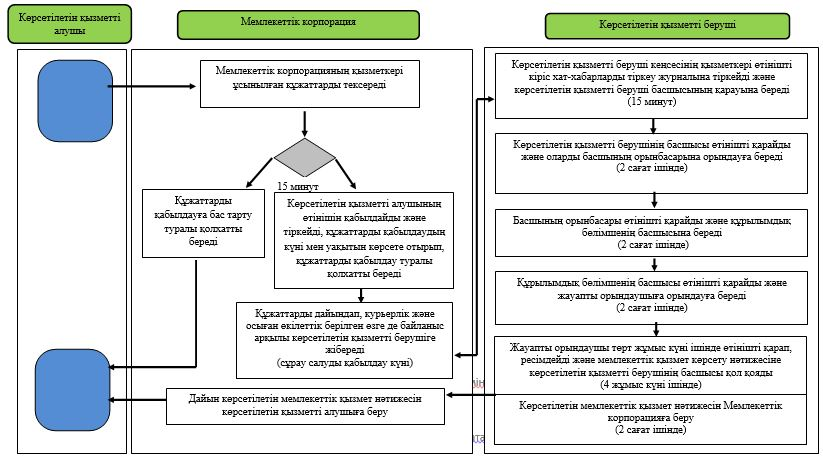 Көрсетілетін қызметті
алушы
Мемлекеттік корпорация
Көрсетілетін қызметті беруші
Мемлекеттік корпорацияның қызметкері
ұсынылған құжаттарды тексереді
15 минут
Құжаттарды
қабылдауға бас тарту
туралы қолхатты
береді
Көрсетілетін қызметті алушының
өтінішін қабылдайды және
тіркейді, құжаттарды қабылдаудың
күні мен уақытын көрсете отырып,
құжаттарды қабылдау туралы
қолхатты береді
Құжаттарды дайындап, курьерлік және
осыған өкілеттік берілген өзге де байланыс
арқылы көрсетілетін қызметті берушіге
жібереді
(сұрау салуды қабылдау күні)
Дайын көрсетілетін мемлекеттік қызмет нәтижесін
көрсетілетін қызметті алушыға беру
Көрсетілетін қызметті беруші кеңсесінің қызметкері өтінішті
кіріс хат-хабарларды тіркеу журналына тіркейді және
көрсетілетін қызметті беруші басшысының қарауына береді
(15 минут)
Көрсетілетін қызметті берушінің басшысы өтінішті қарайды
және оларды басшының орынбасарына орындауға береді
(2 сағат ішінде)
Басшының орынбасары өтінішті қарайды және құрылымдық
бөлімшенің басшысына береді
(2 сағат ішінде)
Құрылымдық бөлімшенің басшысы өтінішті қарайды және
жауапты орындаушыға орындауға береді
(2 сағат ішінде)
Жауапты орындаушы төрт жұмыс күні ішінде өтінішті қарап,
ресімдейді және мемлекеттік қызмет көрсету нәтижесіне
көрсетілетін қызметті берушінің басшысы қол қояды
(4 жұмыс күні ішінде)
Көрсетілетін мемлекеттік қызмет нәтижесін Мемлекеттік
корпорацияға беру
(2 сағат ішінде)